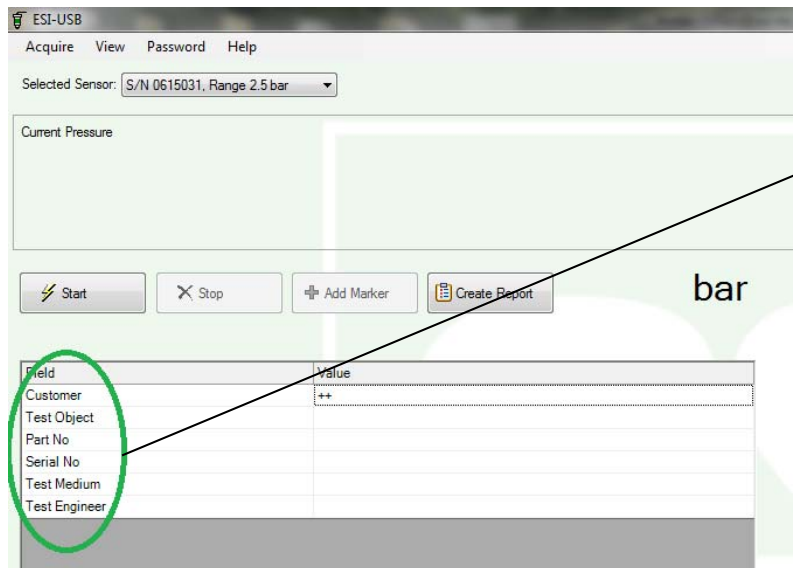 ESI-USB
Acquire View Password Help
Selected Sensor: S/N 0615031, Range 2.5 bar
Current Pressure
Start Stop Add Marker Create Report bar
Field Value
Customer ++
Test Object
Part No
Serial No
Test Medium
Test Engineer